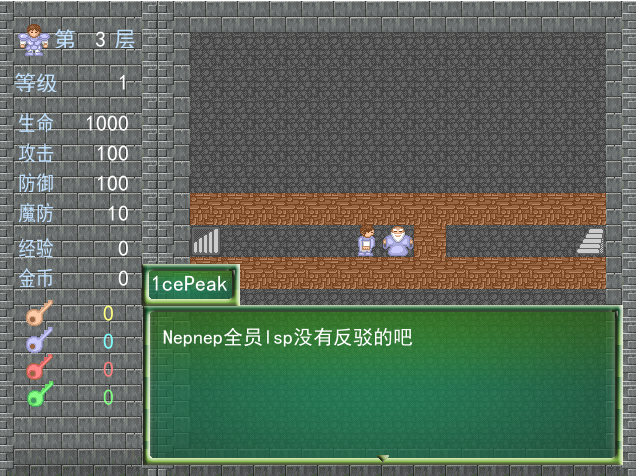 第 3 层
等级 1
生命 1000
攻击 100
防御 100
魔防 10
经验 0
金币 0
0
0
0
0
1cePeak
Nepnep全员lsp没有反驳的吧